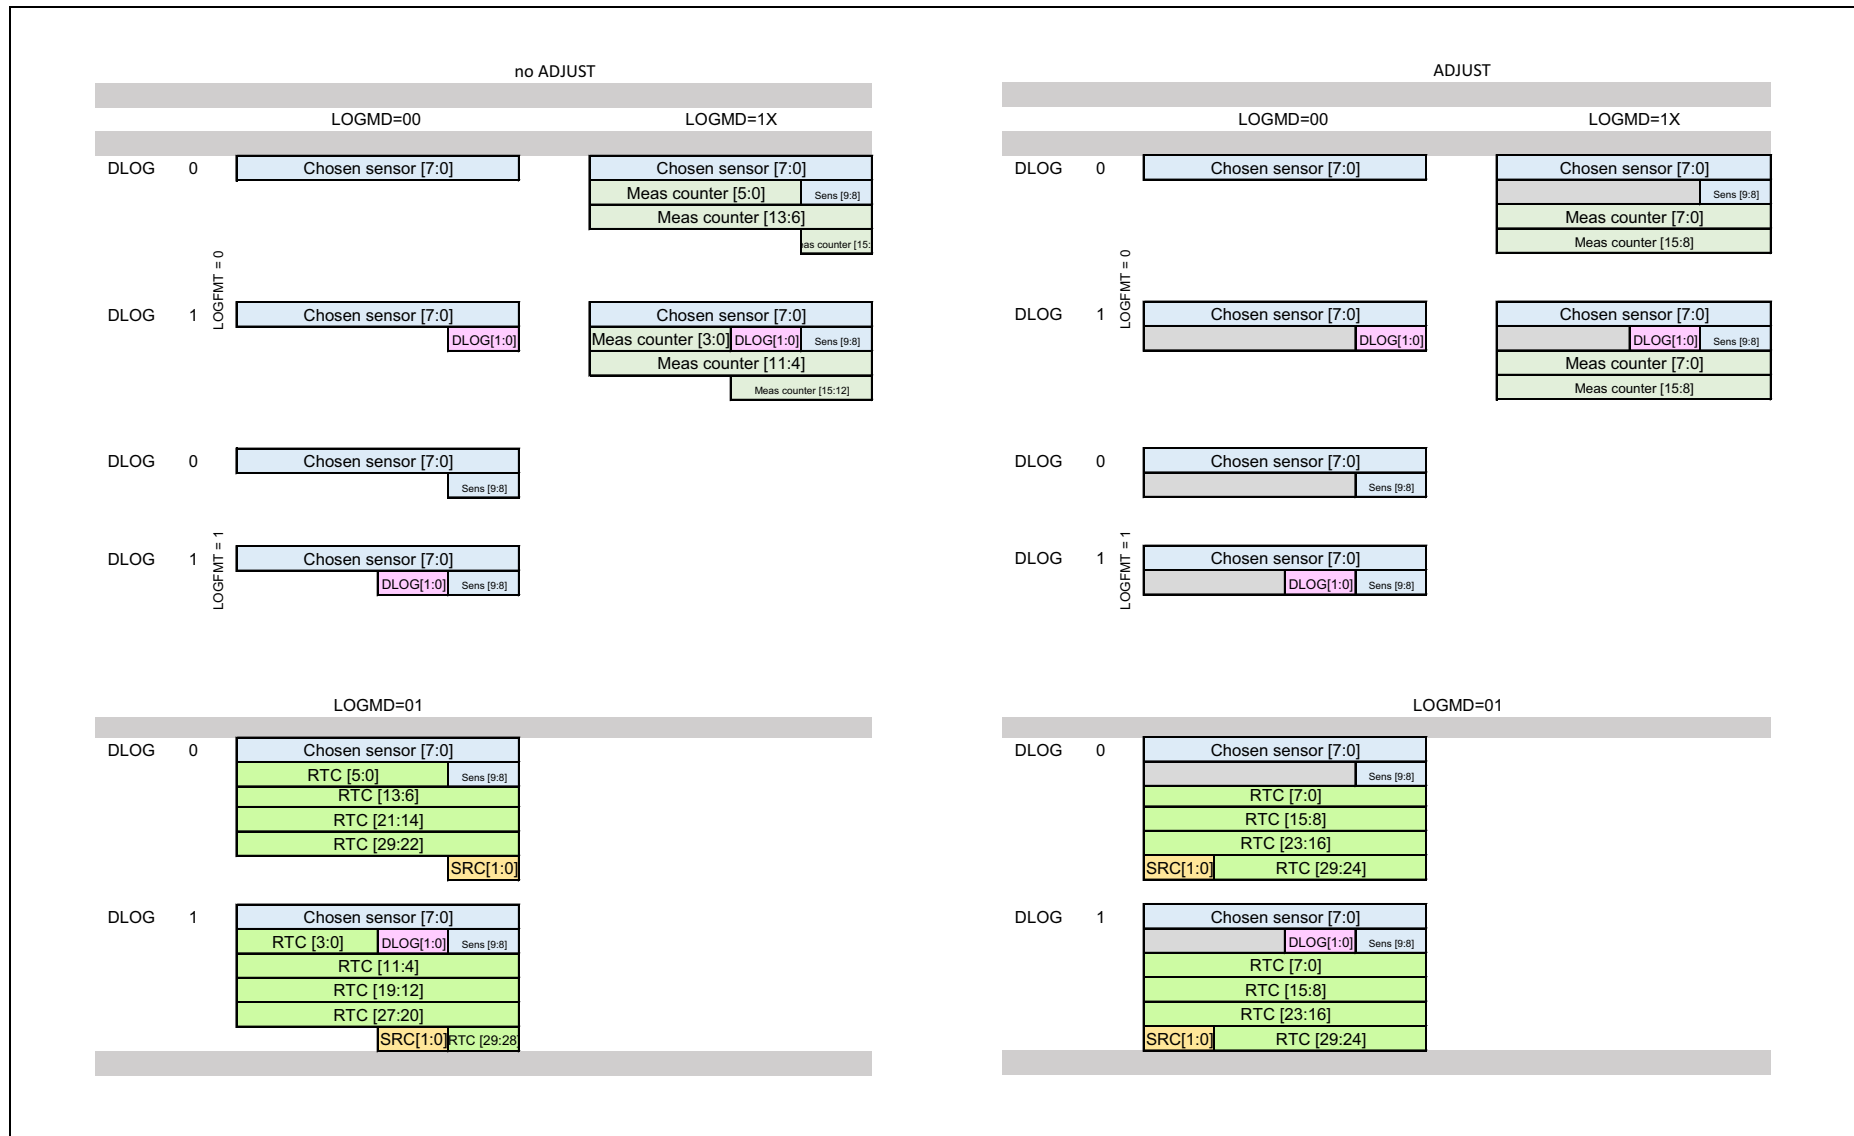 no ADJUST
LOGMD=00 LOGMD=1X
DLOG 0 Chosen sensor [7:0] Chosen sensor [7:0]
Meas counter [5:0] Sens [9:8]
Meas counter [13:6]
as counter [15:
LOGFMT = 0
DLOG 1 Chosen sensor [7:0] Chosen sensor [7:0]
DLOG[1:0] Meas counter [3:0] DLOG[1:0] Sens [9:8]
Meas counter [11:4]
Meas counter [15:12]
DLOG 0 Chosen sensor [7:0]
Sens [9:8]
LOGFMT = 1
DLOG 1 Chosen sensor [7:0]
DLOG[1:0] Sens [9:8]
LOGMD=01
DLOG 0 Chosen sensor [7:0]
RTC [5:0] Sens [9:8]
RTC [13:6]
RTC [21:14]
RTC [29:22]
SRC[1:0]
DLOG 1 Chosen sensor [7:0]
RTC [3:0] DLOG[1:0] Sens [9:8]
RTC [11:4]
RTC [19:12]
RTC [27:20]
SRC[1:0] RTC [29:28
ADJUST
LOGMD=00 LOGMD=1X
DLOG 0 Chosen sensor [7:0] Chosen sensor [7:0]
Sens [9:8]
Meas counter [7:0]
Meas counter [15:8]
LOGFMT = 0
DLOG 1 Chosen sensor [7:0] Chosen sensor [7:0]
DLOG[1:0] DLOG[1:0] Sens [9:8]
Meas counter [7:0]
Meas counter [15:8]
DLOG 0 Chosen sensor [7:0]
Sens [9:8]
LOGFMT = 1
DLOG 1 Chosen sensor [7:0]
DLOG[1:0] Sens [9:8]
LOGMD=01
DLOG 0 Chosen sensor [7:0]
Sens [9:8]
RTC [7:0]
RTC [15:8]
RTC [23:16]
SRC[1:0] RTC [29:24]
DLOG 1 Chosen sensor [7:0]
DLOG[1:0] Sens [9:8]
RTC [7:0]
RTC [15:8]
RTC [23:16]
SRC[1:0] RTC [29:24]